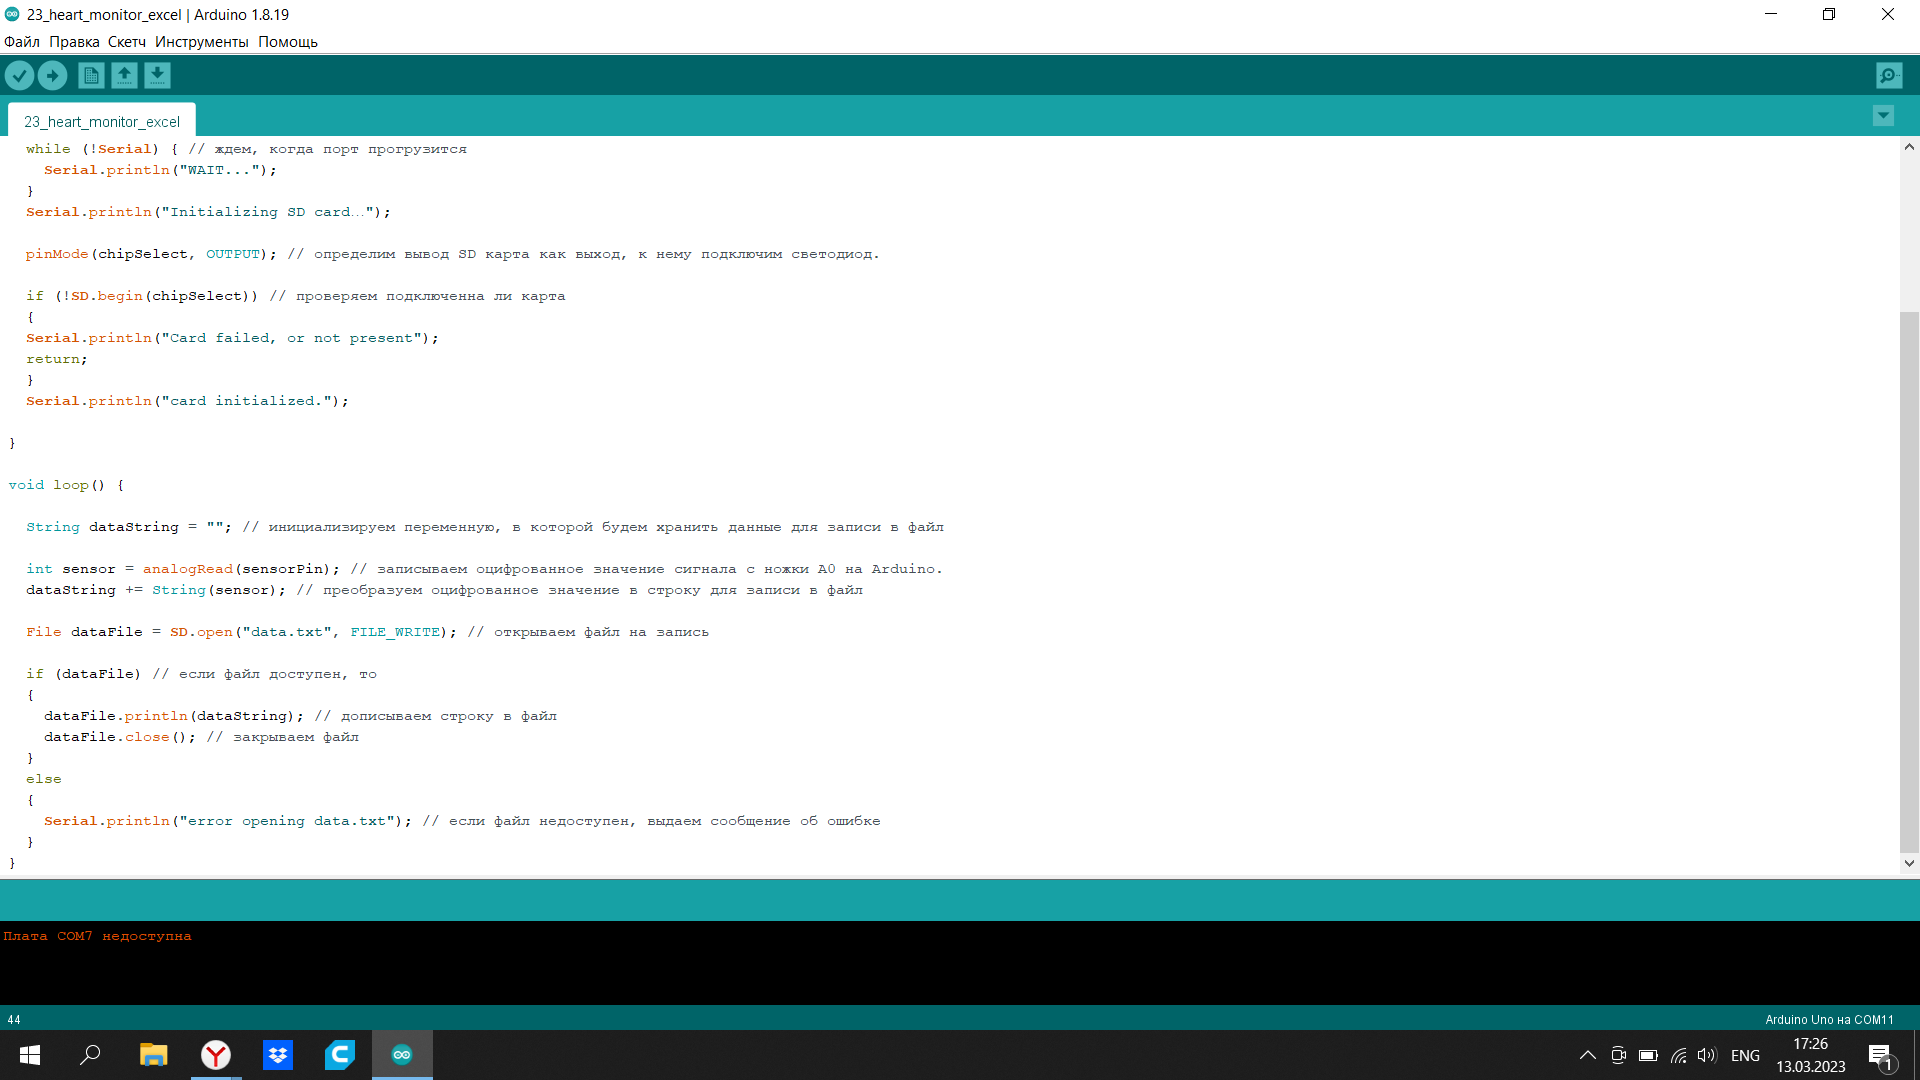 23_heart_monitor_excel | Arduino 1.8.19
Файл Правка Скетч Инструменты Помощь
23_heart_monitor_excel
while (!Serial) { // ждем, когда порт прогрузится
Serial.println("WAIT...");
}
Serial.println("Initializing SD card…");
pinMode(chipSelect, OUTPUT); // определим вывод SD карта как выход, к нему подключим светодиод.
if (!SD.begin(chipSelect)) // проверяем подключенна ли карта
{
Serial.println("Card failed, or not present");
return;
}
Serial.println("card initialized.");
}
void loop() {
String dataString = ""; // инициализируем переменную, в которой будем хранить данные для записи в файл
int sensor = analogRead(sensorPin); // записываем оцифрованное значение сигнала с ножки A0 на Arduino.
dataString += String(sensor); // преобразуем оцифрованное значение в строку для записи в файл
File dataFile = SD.open("data.txt", FILE_WRITE); // открываем файл на запись
if (dataFile) // если файл доступен, то
{
dataFile.println(dataString); // дописываем строку в файл
dataFile.close(); // закрываем файл
}
else
{
Serial.println("error opening data.txt"); // если файл недоступен, выдаем сообщение об ошибке
}
}
Плата COM7 недоступна
44
Arduino Uno на COM11
ENG
17:26
13.03.2023
1